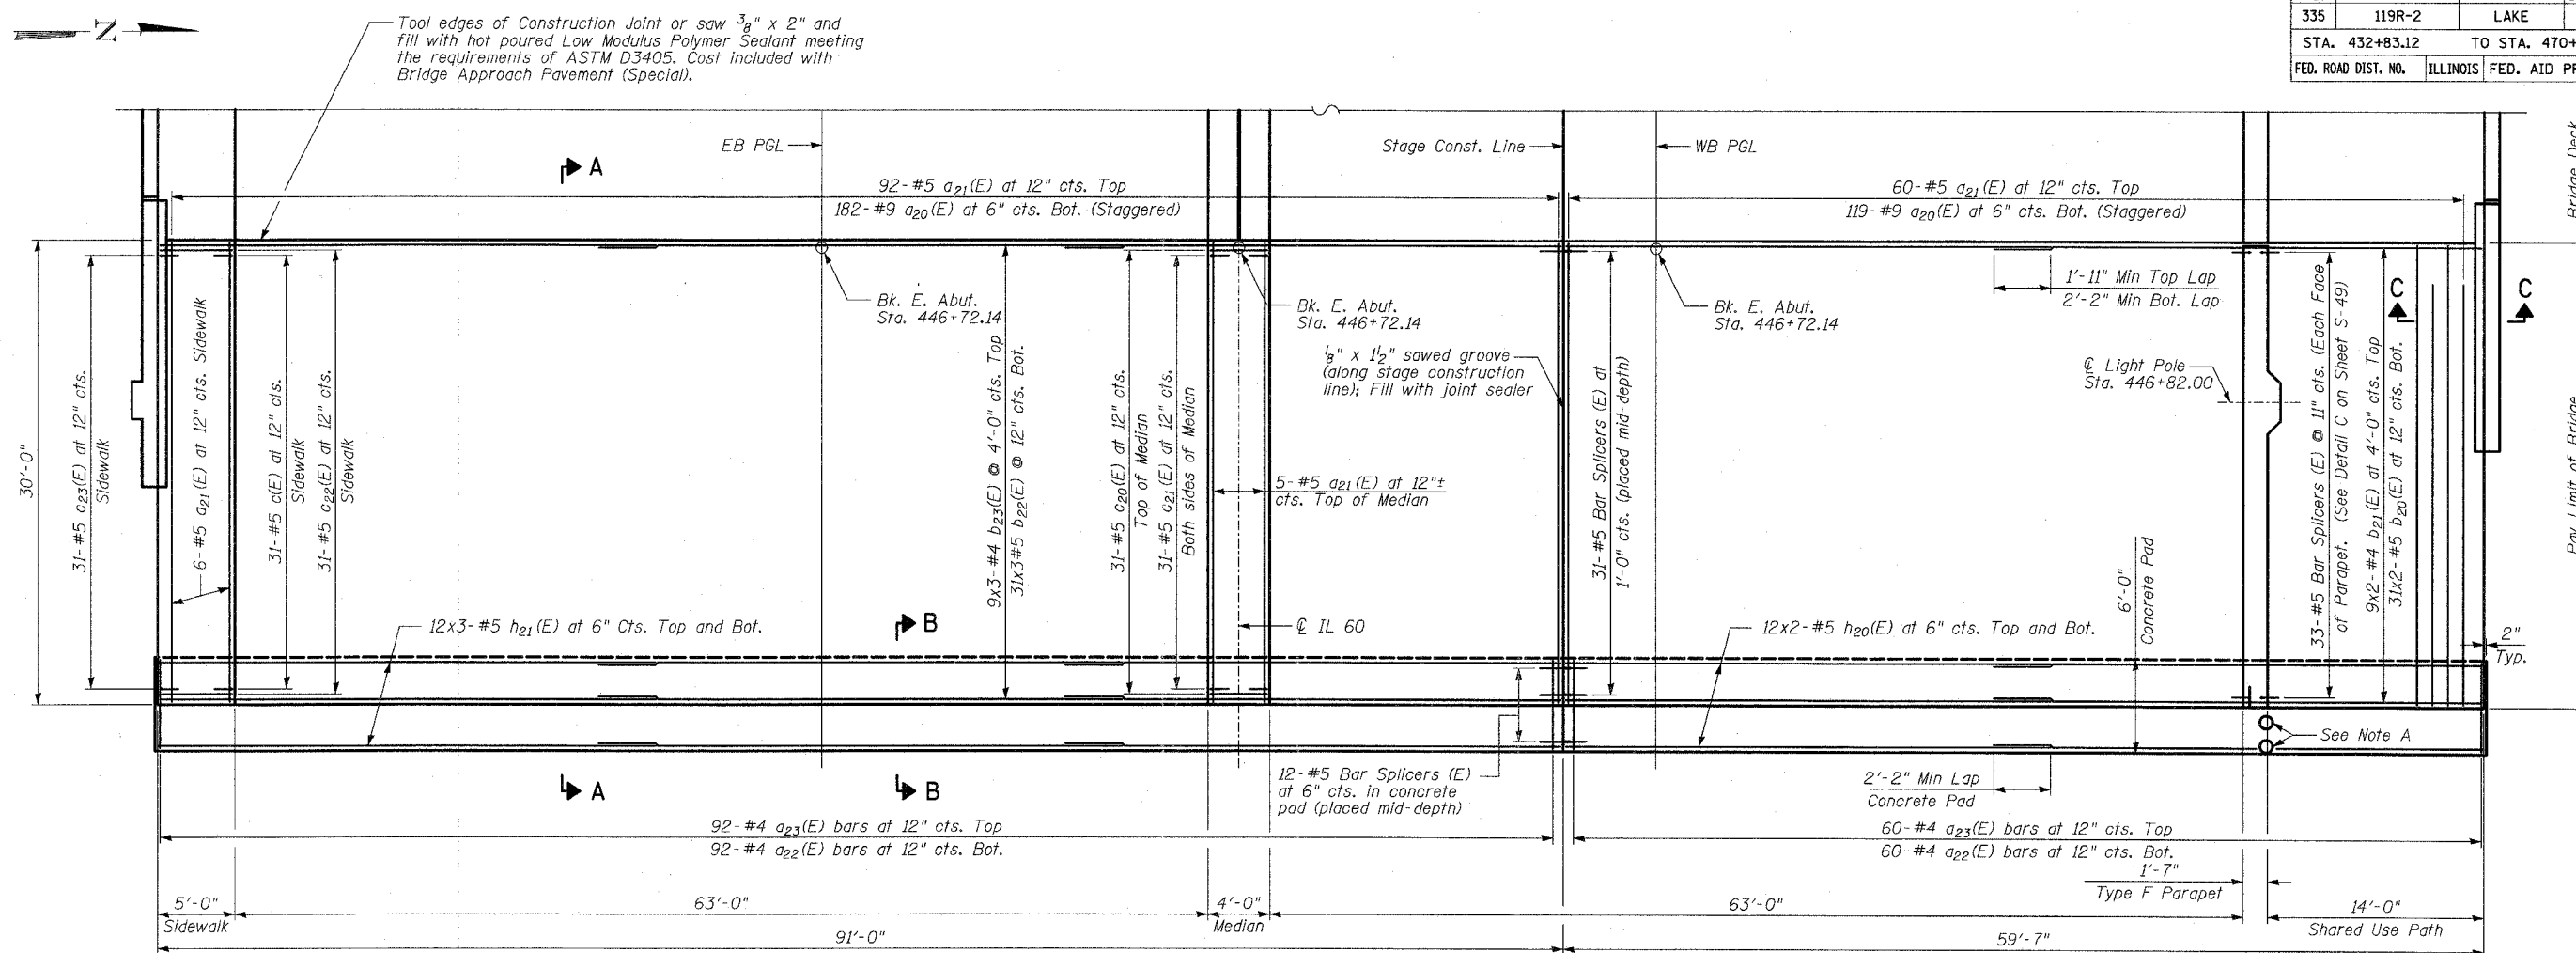 N
Tool edges of Construction Joint or saw 3/8" x 2" and
fill with hot poured Low Modulus Polymer Sealant meeting
the requirements of ASTM D3405. Cost included with
Bridge Approach Pavement (Special).
335 119R-2 LAKE
STA. 432+83.12 TO STA. 470+
FED. ROAD DIST. NO. ILLINOIS FED. AID
EB PGL
Stage Const. Line
WB PGL
Bridge Deck
A
92-#5 a21(E) at 12" cts. Top
182-#9 a20(E) at 6" cts. Bot. (Staggered)
60-#5 a21(E) at 12" cts. Top
119-#9 a20(E) at 6" cts. Bot. (Staggered)
30'-0"
31-#5 c23(E) at 12" cts.
Sidewalk
6-#5 a21(E) at 12" cts. Sidewalk
31-#5 c(E) at 12" cts.
Sidewalk
31-#5 c22(E) at 12" cts.
Sidewalk
Bk. E. Abut.
Sta. 446+72.14
9x3-#4 b23(E) @ 4'-0" cts. Top
31x3#5 b22(E) @ 12" cts. Bot.
31-#5 c20(E) at 12" cts.
Top of Median
31-#5 c21(E) at 12" cts.
Both sides of Median
Bk. E. Abut.
Sta. 446+72.14
1/8" x 1 1/2" sawed groove
(along stage construction
line); Fill with joint sealer
5-#5 a21(E) at 12"±
cts. Top of Median
31-#5 Bar Splicers (E) at
1'-0" cts. (placed mid-depth)
Bk. E. Abut.
Sta. 446+72.14
1'-11" Min Top Lap
2'-2" Min Bot. Lap
℄ Light Pole
Sta. 446+82.00
33-#5 Bar Splicers (E) @ 11" cts. (Each Face
of Parapet. (See Detail C on Sheet S-49)
9x2-#4 b21(E) at 4'-0" cts. Top
31x2-#5 b20(E) at 12" cts. Bot.
C
C
Pay Limit of Bridge
12x3-#5 h21(E) at 6" Cts. Top and Bot.
B
℄ IL 60
12x2-#5 h20(E) at 6" cts. Top and Bot.
6'-0"
Concrete Pad
2"
Typ.
See Note A
A
B
12-#5 Bar Splicers (E)
at 6" cts. in concrete
pad (placed mid-depth)
2'-2" Min Lap
Concrete Pad
92-#4 a23(E) bars at 12" cts. Top
92-#4 a22(E) bars at 12" cts. Bot.
60-#4 a23(E) bars at 12" cts. Top
60-#4 a22(E) bars at 12" cts. Bot.
1'-7"
Type F Parapet
5'-0"
Sidewalk
63'-0"
4'-0"
Median
63'-0"
14'-0"
Shared Use Path
91'-0"
59'-7"